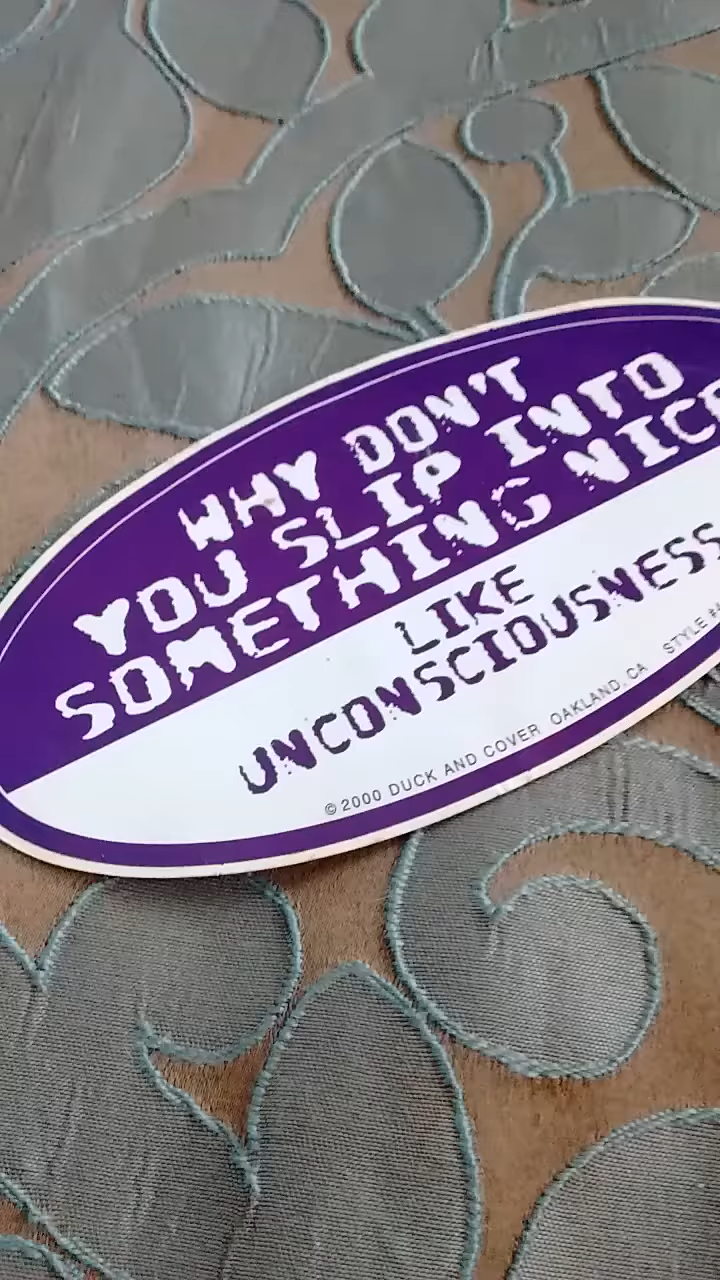 WHY DON'T
YOU SLIP INTO
SOMETHING NICE
LIKE
UNCONSCIOUSNESS
© 2000 DUCK AND COVER OAKLAND, CA STYLE